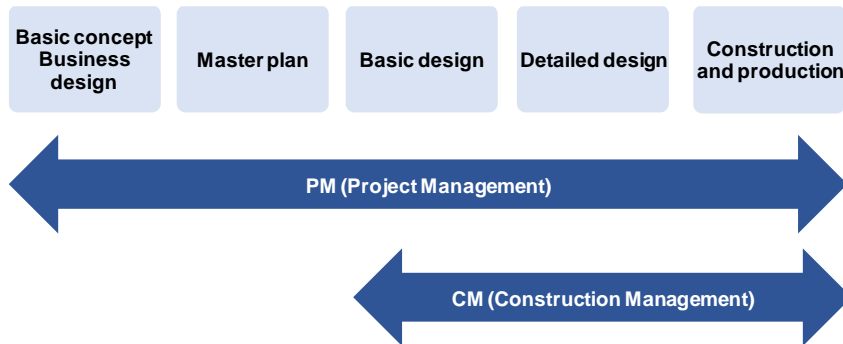 Basic concept
Business
design
Master plan
Basic design
Detailed design
Construction
and production
PM (Project Management)
CM (Construction Management)